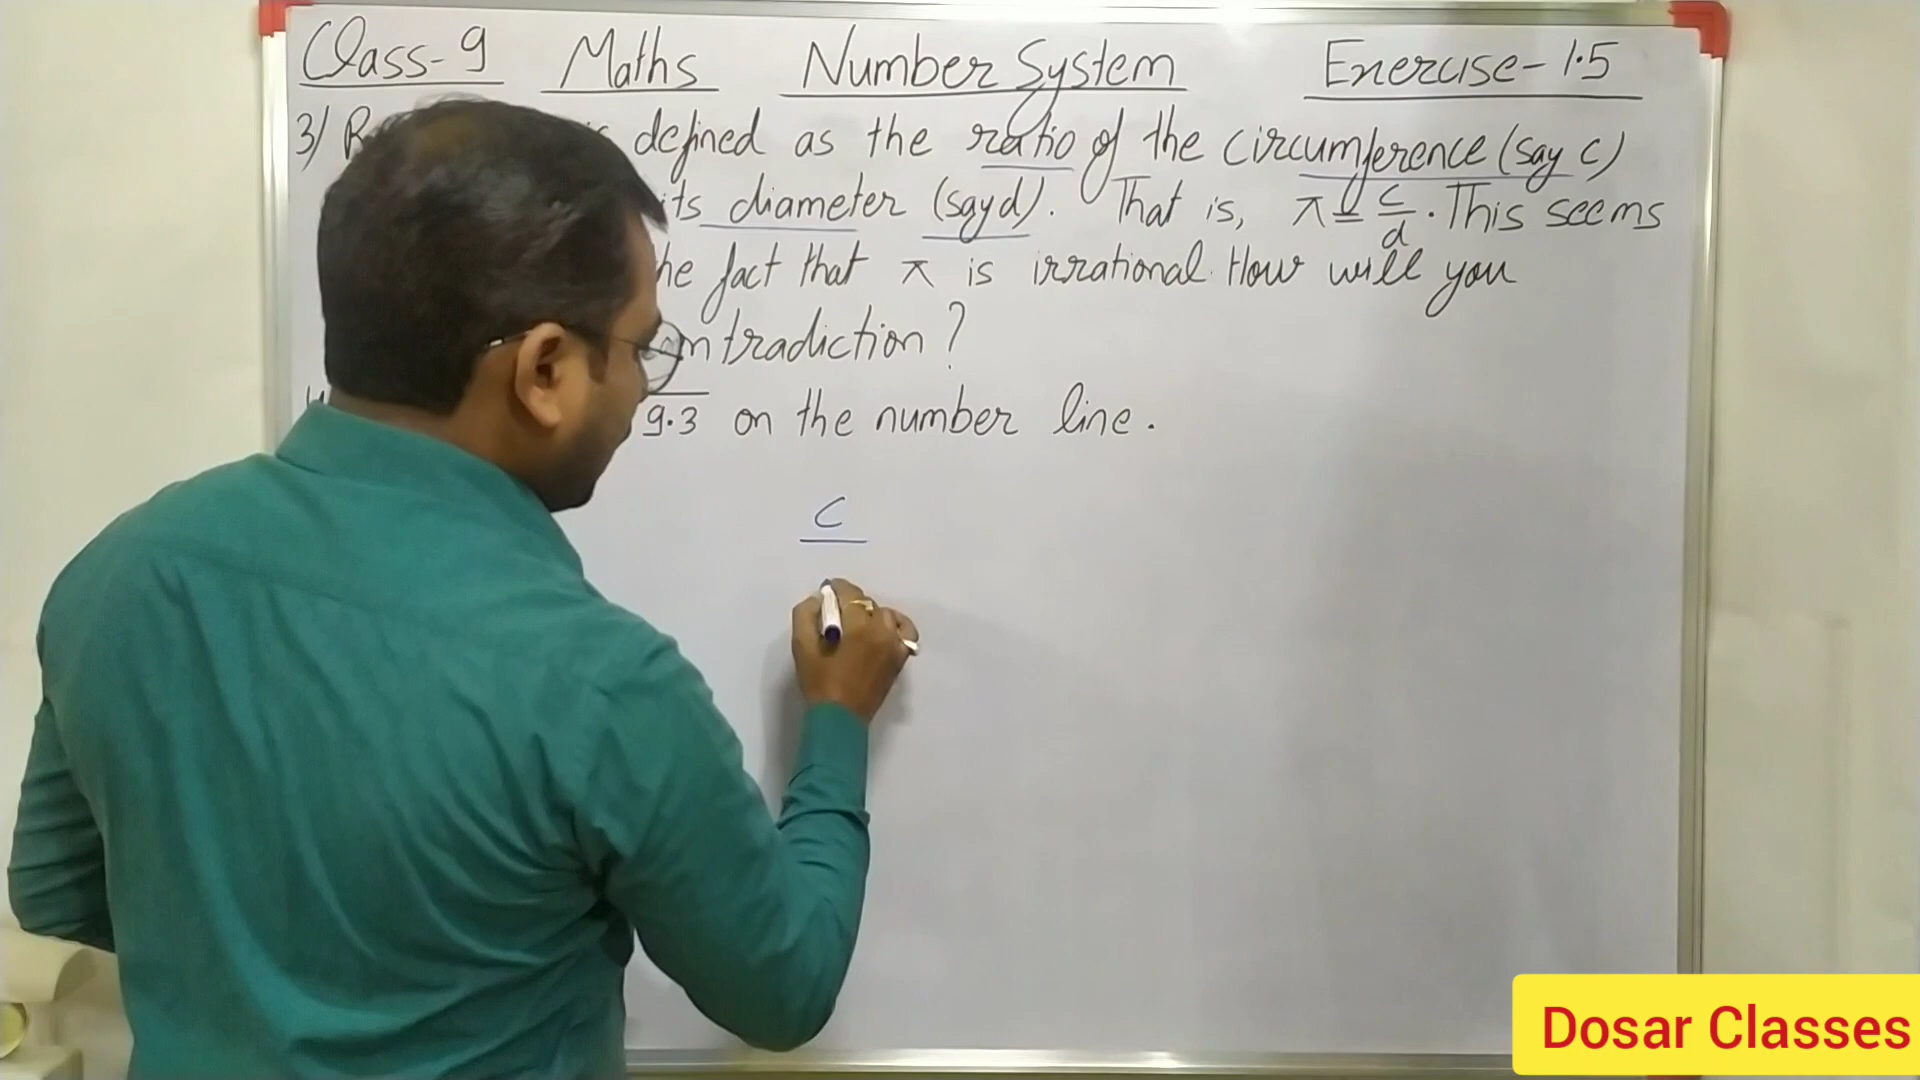 Class-9 Maths Number System Exercise-1.5
3) defined as the ratio of the circumference (say c)
its diameter (say d). That is, π = c/d. This seems
the fact that π is irrational. How will you
contradiction?
9.3 on the number line.
c
Dosar Classes